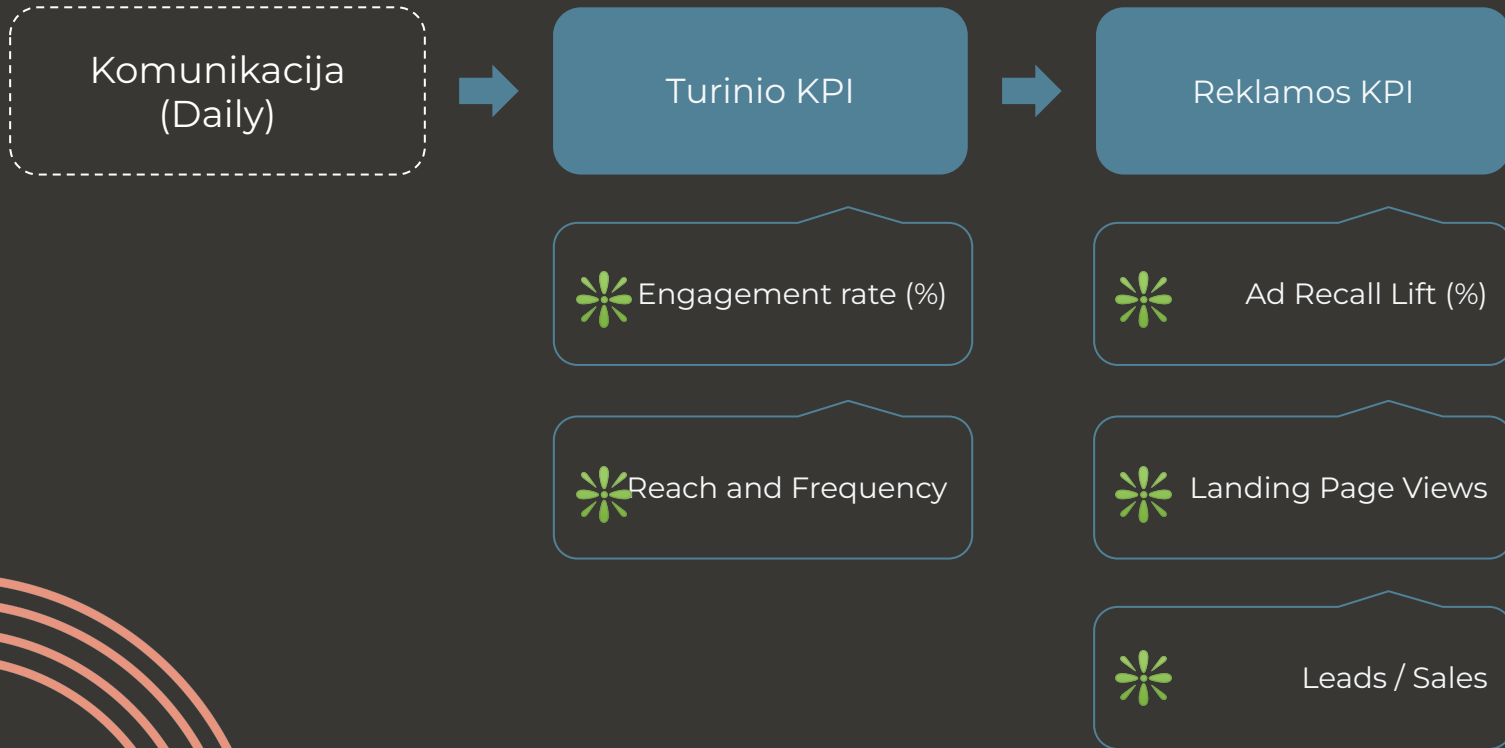 Komunikacija
(Daily)
Turinio KPI
Reklamos KPI
Engagement rate (%)
Ad Recall Lift (%)
Reach and Frequency
Landing Page Views
Leads / Sales